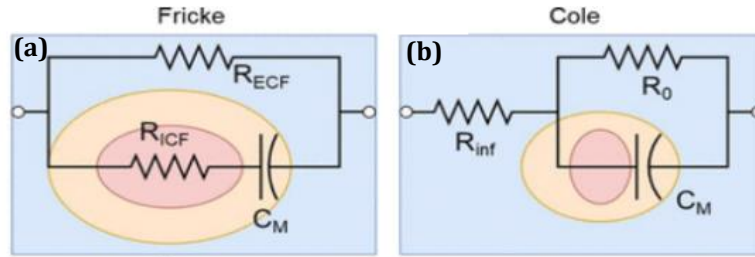 Fricke
Cole
(a)
R_ECF
R_ICF
C_M
(b)
R_0
R_inf
C_M